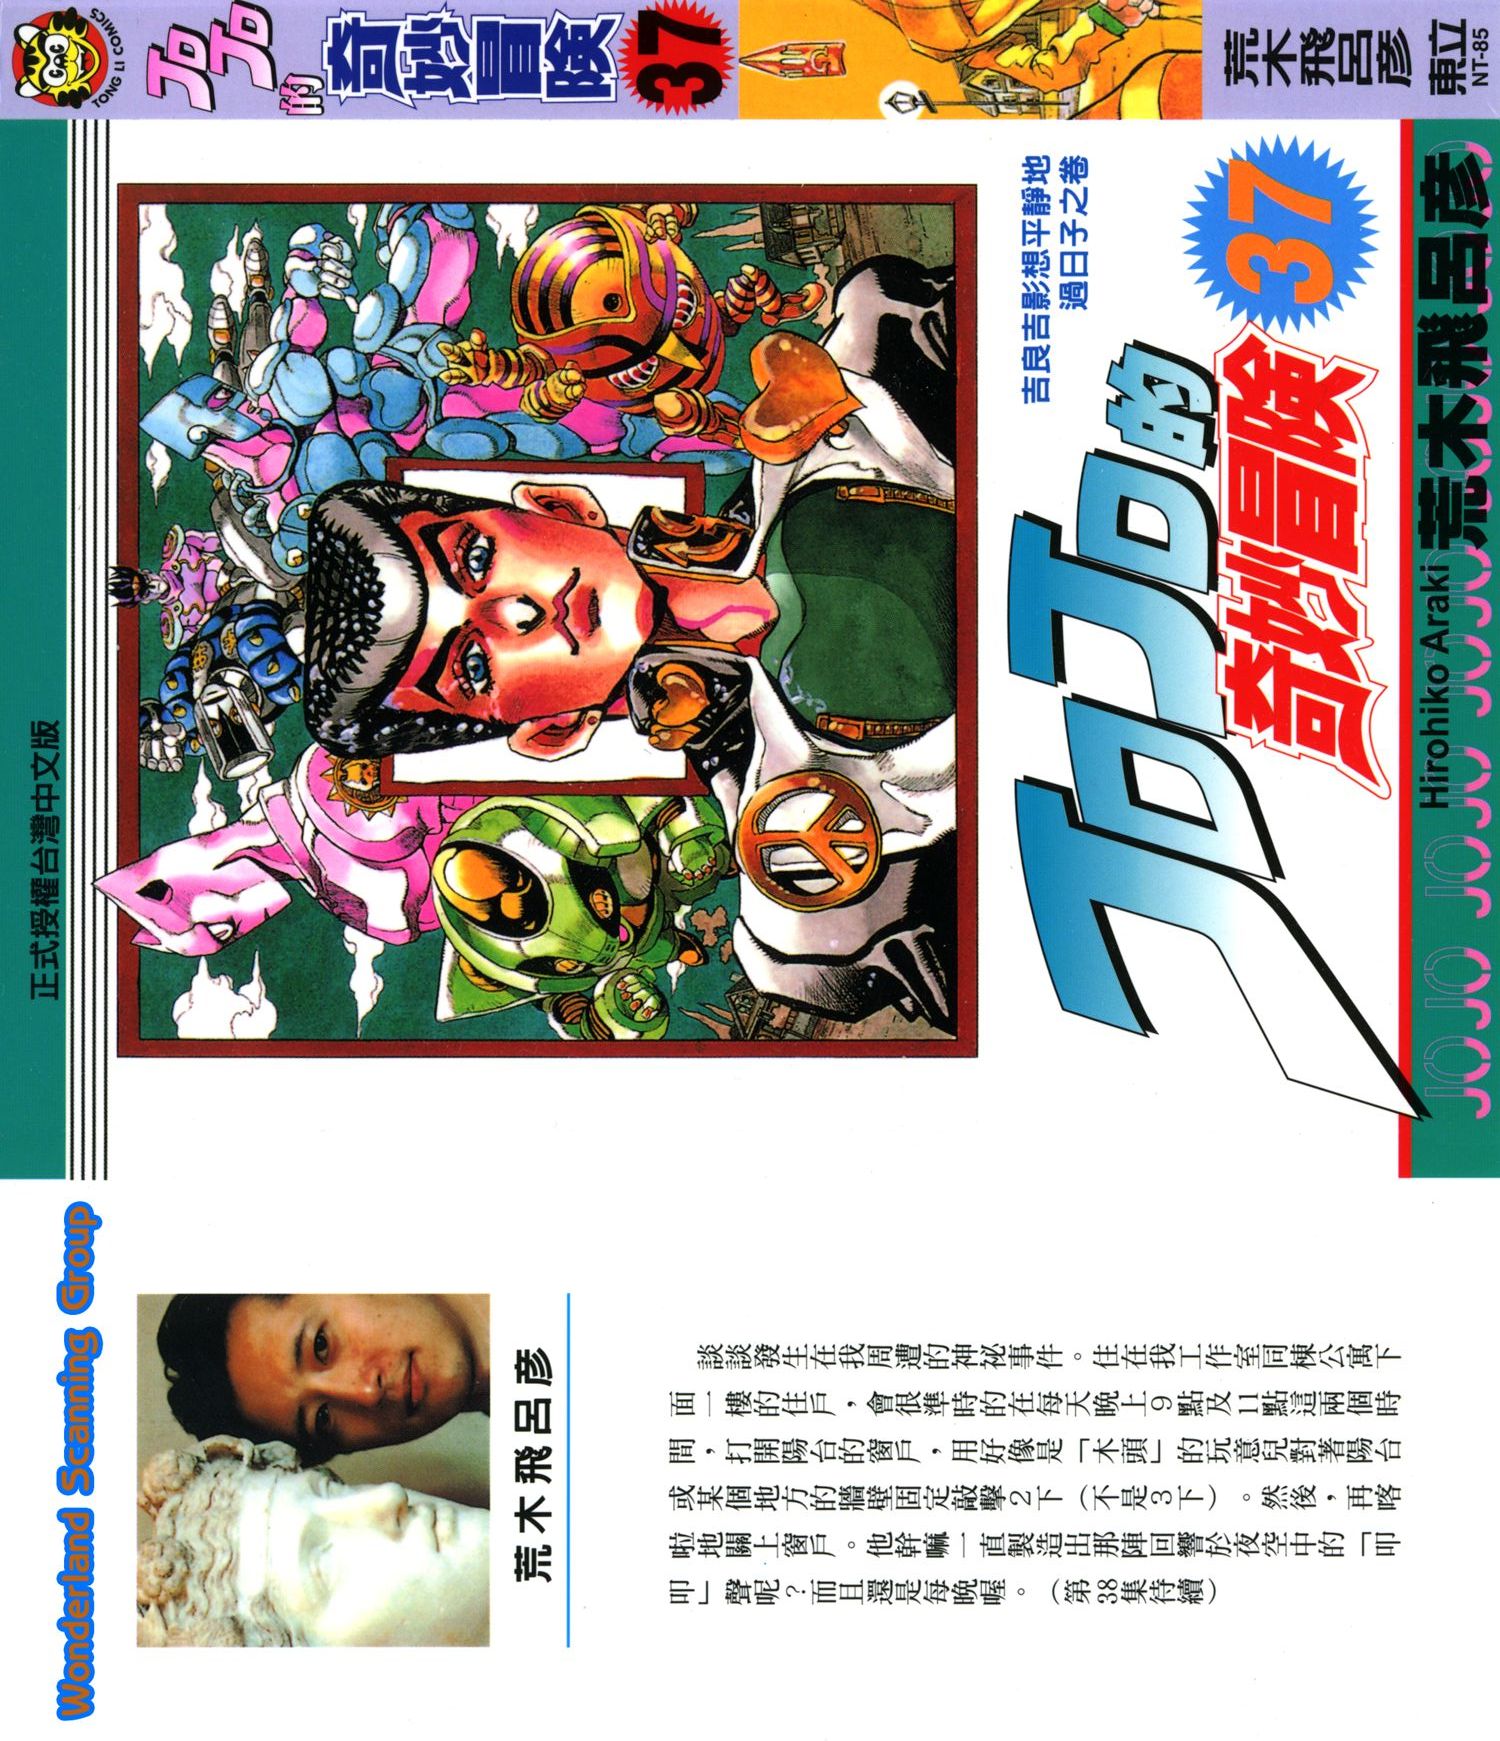 TONG LI COMICS
JoJo的
奇妙冒險
37
荒木飛呂彥
東立
NT-85
Hirohiko Araki 荒木飛呂彥
JOJO JOJO JOJO JOJO JOJO
JoJo的
奇妙冒險
37
吉良吉影想平靜地
過日子之卷
正式授權台灣中文版
Wonderland Scanning Group
荒木飛呂彥
談談發生在我周遭的神祕事件。住在我工作室同棟公寓下
面一樓的住戶，會很準時的在每天晚上9點及11點這兩個時
間，打開陽台的窗戶，用好像是「木頭」的玩意兒對著陽台
或某個地方的牆壁固定敲擊2下（不是3下）。然後，再喀
啦地關上窗戶。他幹嘛一直製造出那陣回響於夜空中的「叩
叩」聲呢？而且還是每晚喔。（第38集待續）